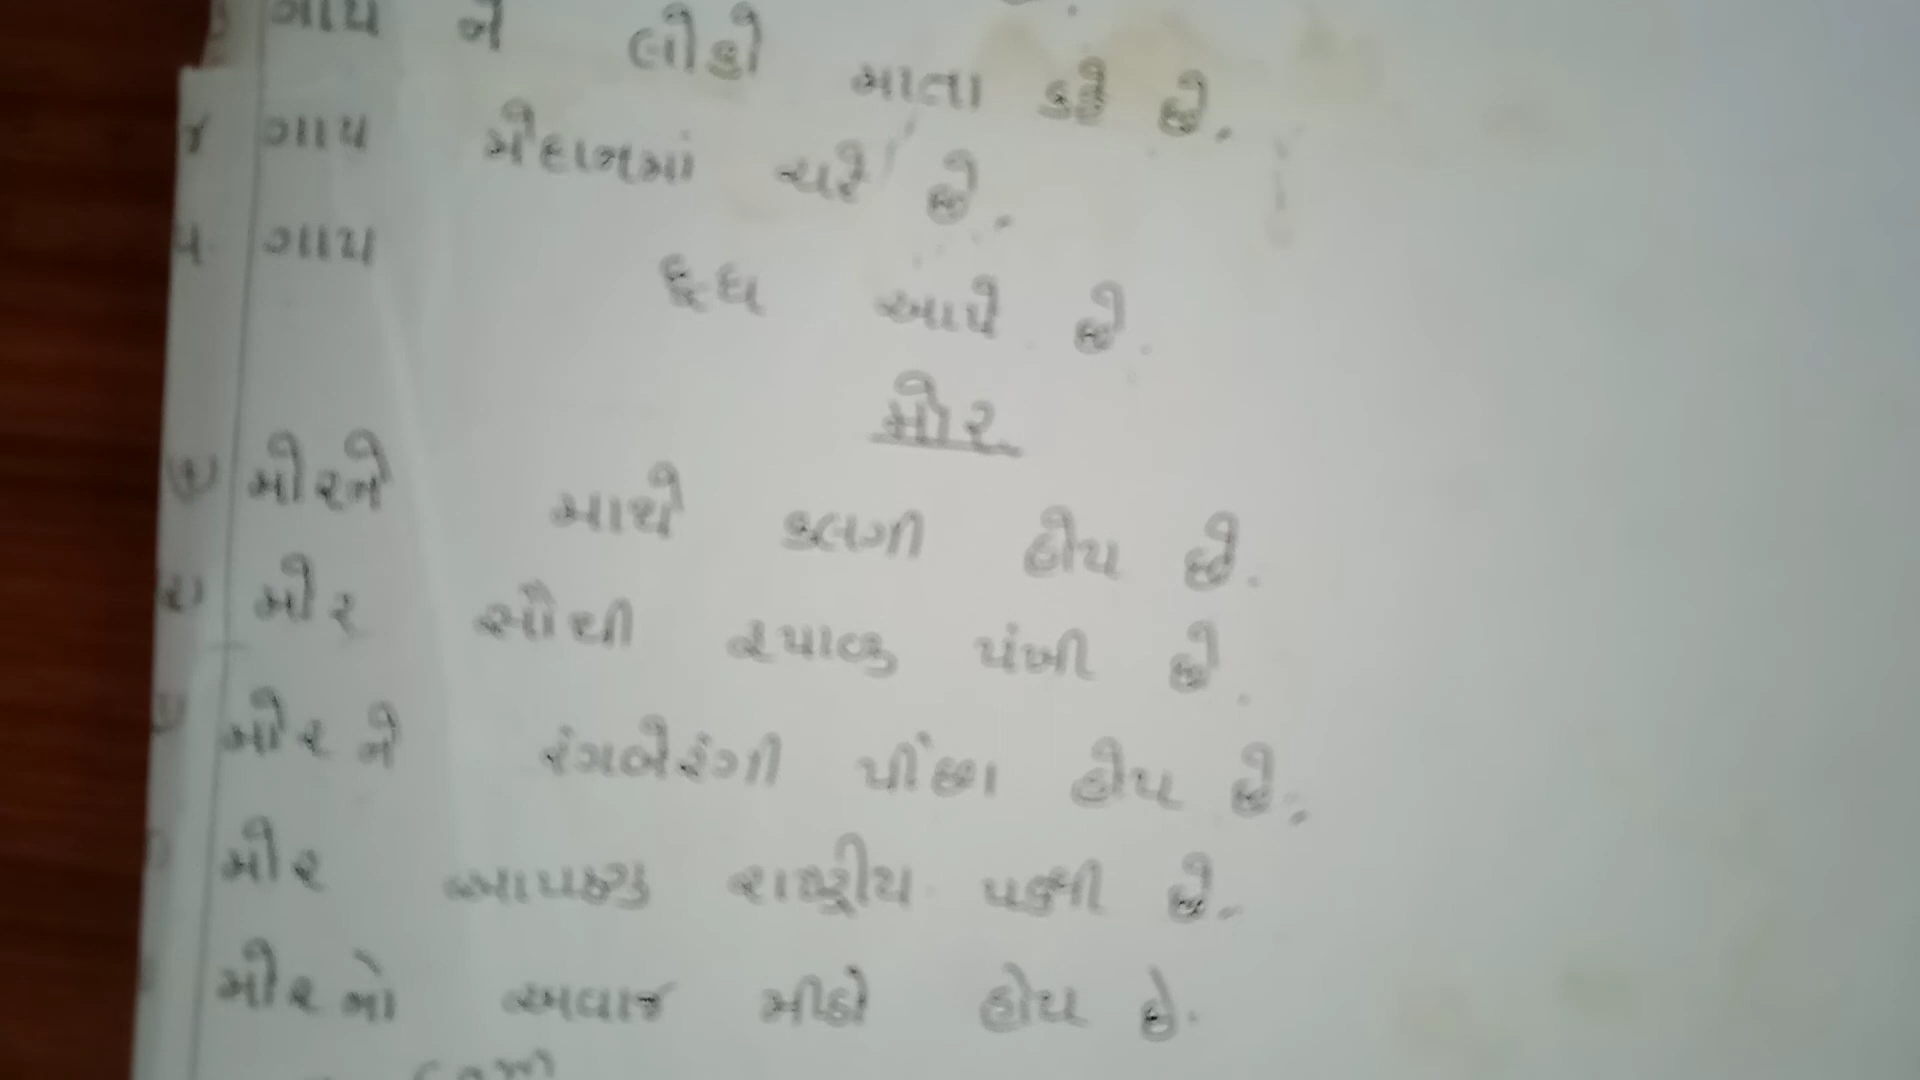 ગાય ને લોકો માતા કહે છે.
૪ ગાય મેદાનમાં ચરે છે.
૫ ગાય દૂધ આપે છે.
મોર
૧) મોરને માથે કલગી હોય છે.
૨) મોર સૌથી રુપાળુ પંખી છે.
મોર ને રંગબેરંગી પીંછા હોય છે.
મોર આપણુ રાષ્ટ્રીય પક્ષી છે.
મોર નો અવાજ મીઠો હોય છે.